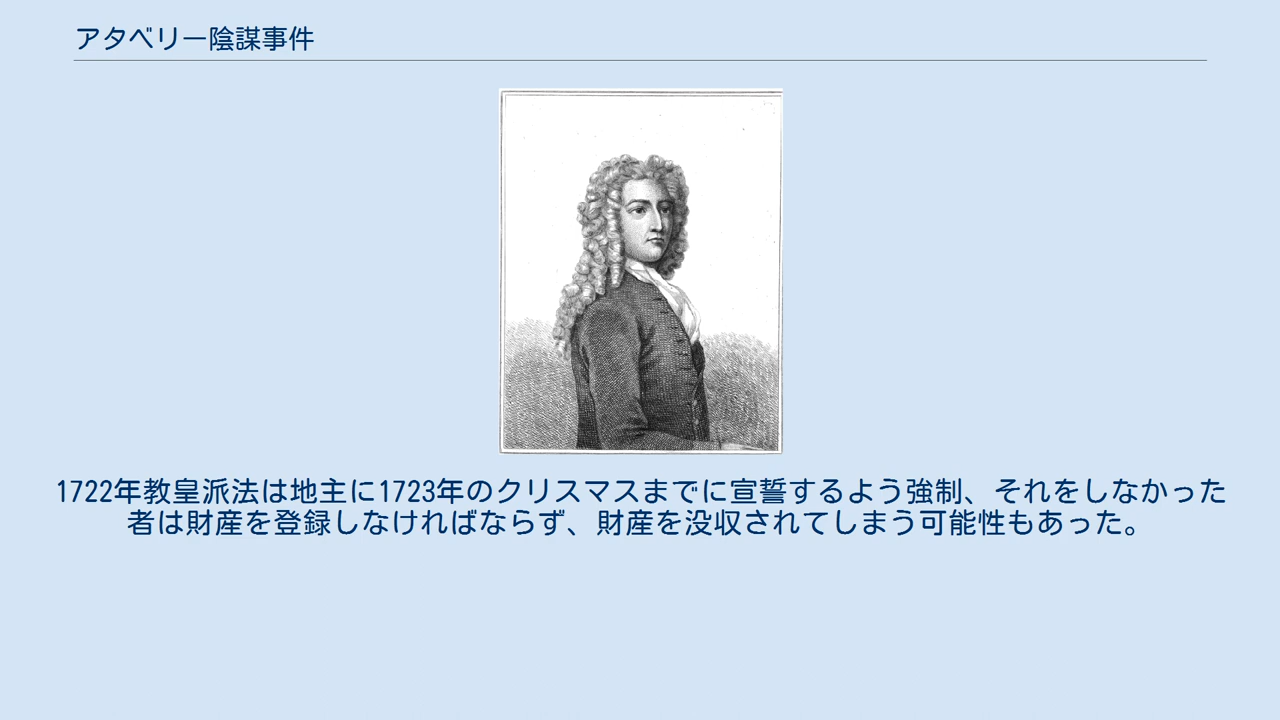 アタベリー陰謀事件
1722年教皇派法は地主に1723年のクリスマスまでに宣誓するよう強制、それをしなかった
者は財産を登録しなければならず、財産を没収されてしまう可能性もあった。